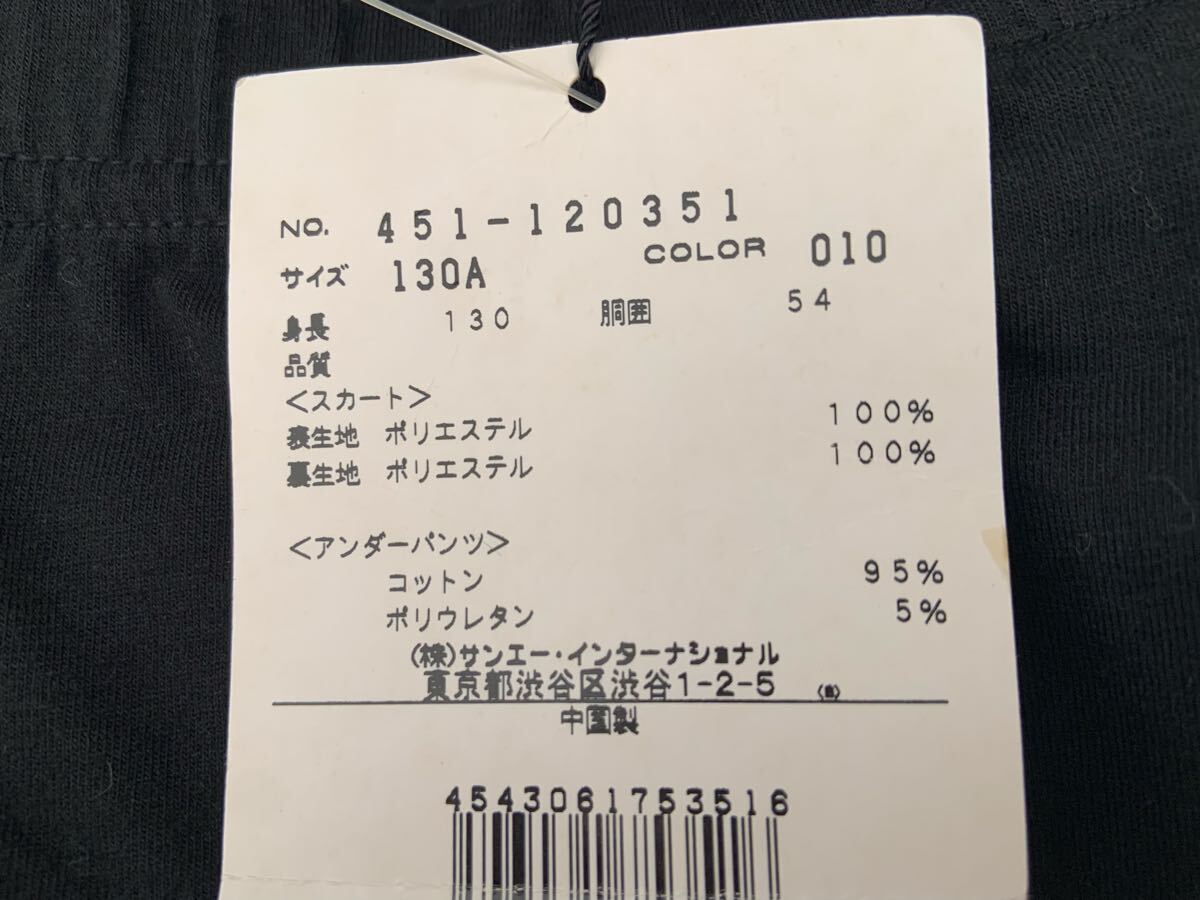 NO. 451-120351
サイズ 130A COLOR 010
身長 130 胴囲 54
品質
<スカート>
表生地 ポリエステル 100%
裏生地 ポリエステル 100%
<アンダーパンツ>
コットン 95%
ポリウレタン 5%
(株)サンエー・インターナショナル
東京都渋谷区渋谷1-2-5
中国製
4543061753516